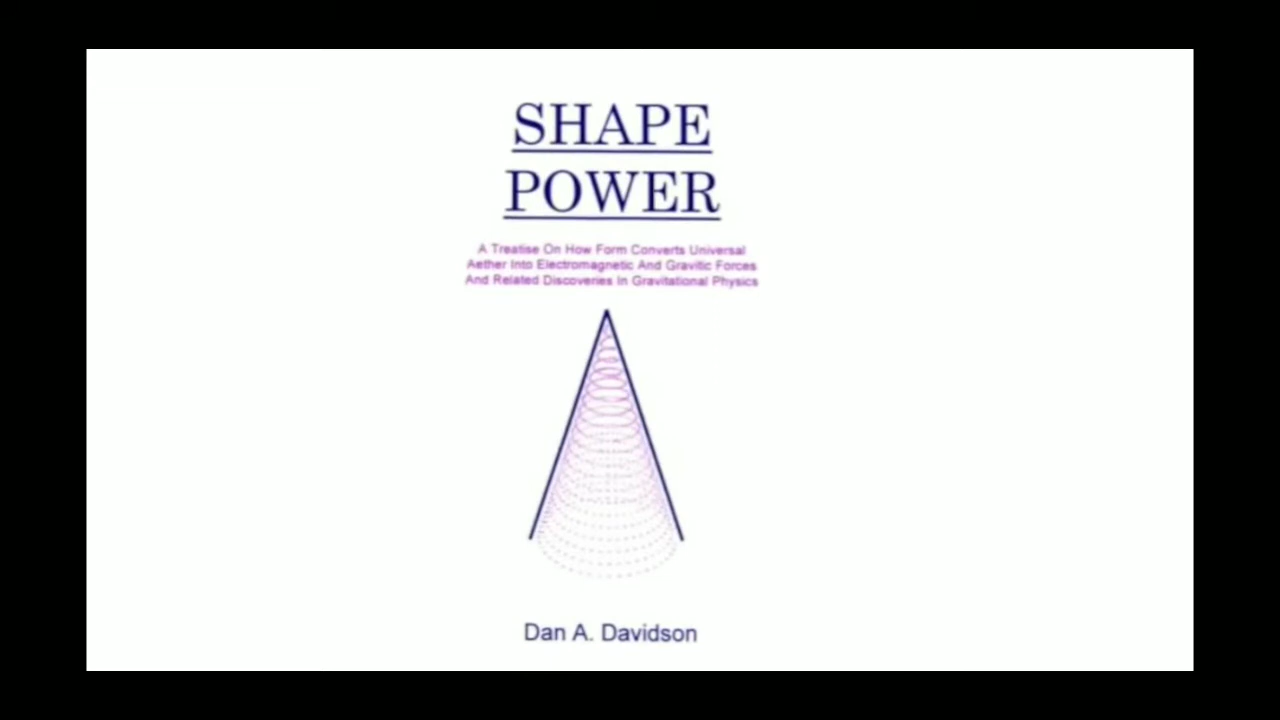 SHAPE
POWER
A Treatise On How Form Converts Universal
Aether Into Electromagnetic And Gravitic Forces
And Related Discoveries In Gravitational Physics
Dan A. Davidson